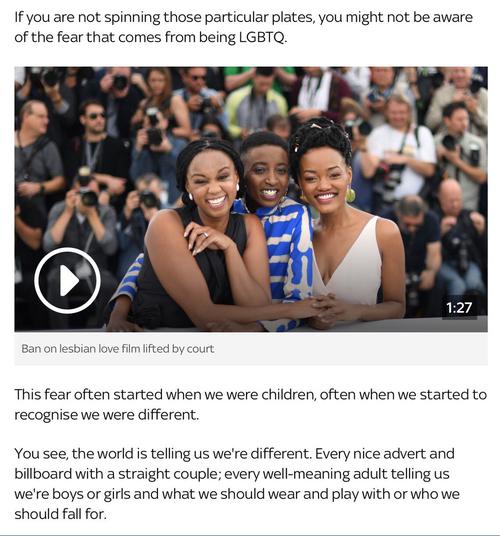 If you are not spinning those particular plates, you might not be aware
of the fear that comes from being LGBTQ.
1:27
Ban on lesbian love film lifted by court
This fear often started when we were children, often when we started to
recognise we were different.
You see, the world is telling us we're different. Every nice advert and
billboard with a straight couple; every well-meaning adult telling us
we're boys or girls and what we should wear and play with or who we
should fall for.